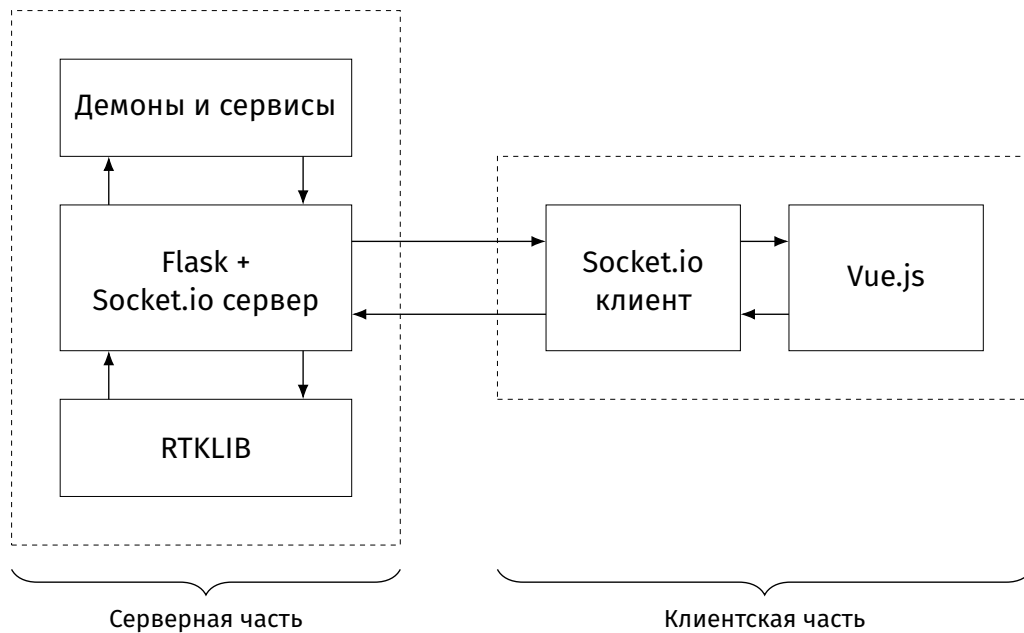 Демоны и сервисы
Flask +
Socket.io сервер
RTKLIB
Socket.io
клиент
Vue.js
Серверная часть
Клиентская часть